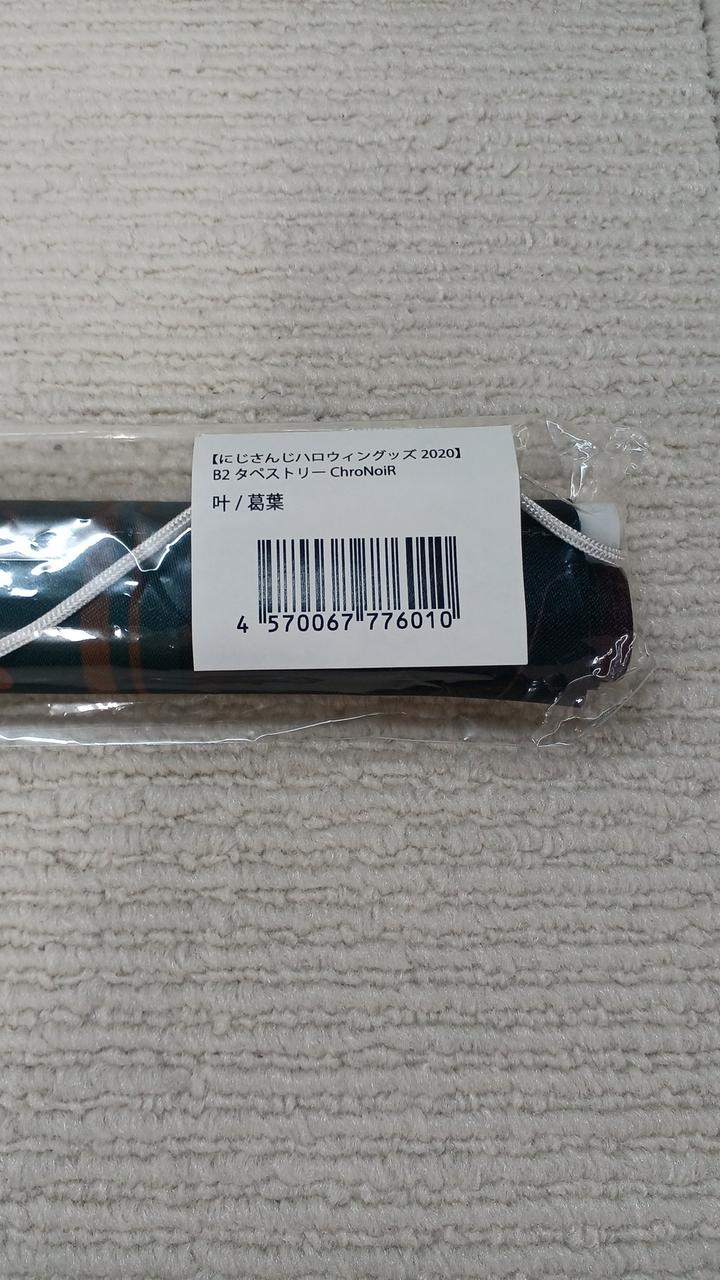 【にじさんじハロウィングッズ 2020】
B2 タペストリー ChroNoiR
叶 / 葛葉
4 570067 776010